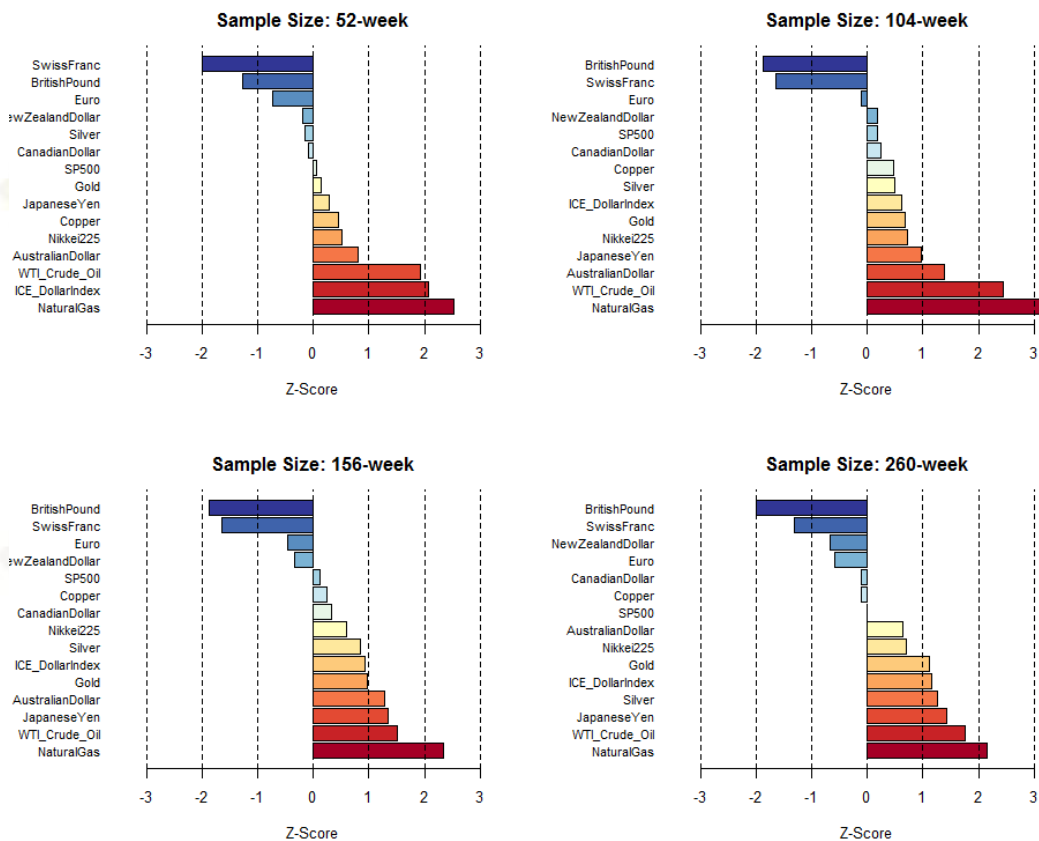 Sample Size: 52-week
SwissFranc
BritishPound
Euro
ewZealandDollar
Silver
CanadianDollar
SP500
Gold
JapaneseYen
Copper
Nikkei225
AustralianDollar
WTI_Crude_Oil
ICE_DollarIndex
NaturalGas
-3 -2 -1 0 1 2 3
Z-Score
Sample Size: 104-week
BritishPound
SwissFranc
Euro
NewZealandDollar
SP500
CanadianDollar
Copper
Silver
ICE_DollarIndex
Gold
Nikkei225
JapaneseYen
AustralianDollar
WTI_Crude_Oil
NaturalGas
-3 -2 -1 0 1 2 3
Z-Score
Sample Size: 156-week
BritishPound
SwissFranc
Euro
ewZealandDollar
SP500
Copper
CanadianDollar
Nikkei225
Silver
ICE_DollarIndex
Gold
AustralianDollar
JapaneseYen
WTI_Crude_Oil
NaturalGas
-3 -2 -1 0 1 2 3
Z-Score
Sample Size: 260-week
BritishPound
SwissFranc
NewZealandDollar
Euro
CanadianDollar
Copper
SP500
AustralianDollar
Nikkei225
Gold
ICE_DollarIndex
Silver
JapaneseYen
WTI_Crude_Oil
NaturalGas
-3 -2 -1 0 1 2 3
Z-Score